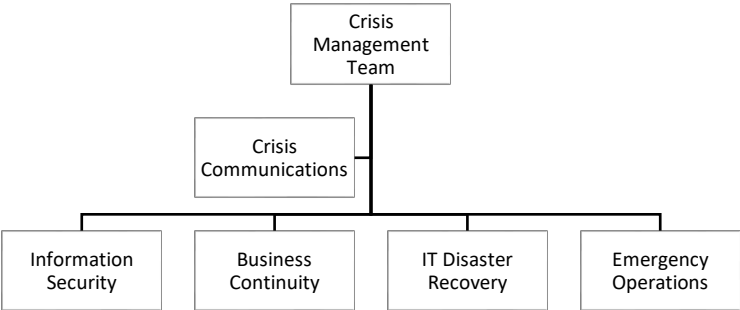 Crisis
Management
Team
Crisis
Communications
Information
Security
Business
Continuity
IT Disaster
Recovery
Emergency
Operations